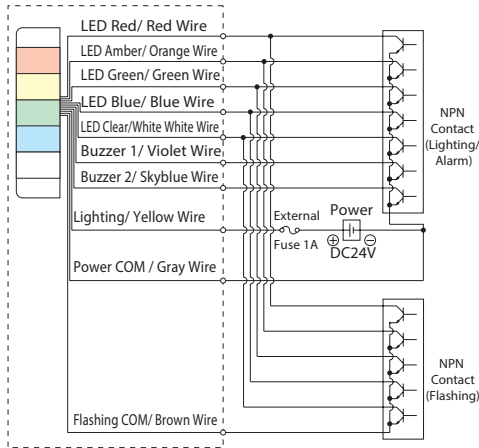 LED Red/ Red Wire
LED Amber/ Orange Wire
LED Green/ Green Wire
LED Blue/ Blue Wire
LED Clear/White White Wire
Buzzer 1/ Violet Wire
Buzzer 2/ Skyblue Wire
Lighting/ Yellow Wire
External
Fuse 1A
Power
⊕ ⊖
DC24V
Power COM / Gray Wire
Flashing COM/ Brown Wire
NPN
Contact
(Lighting/
Alarm)
NPN
Contact
(Flashing)